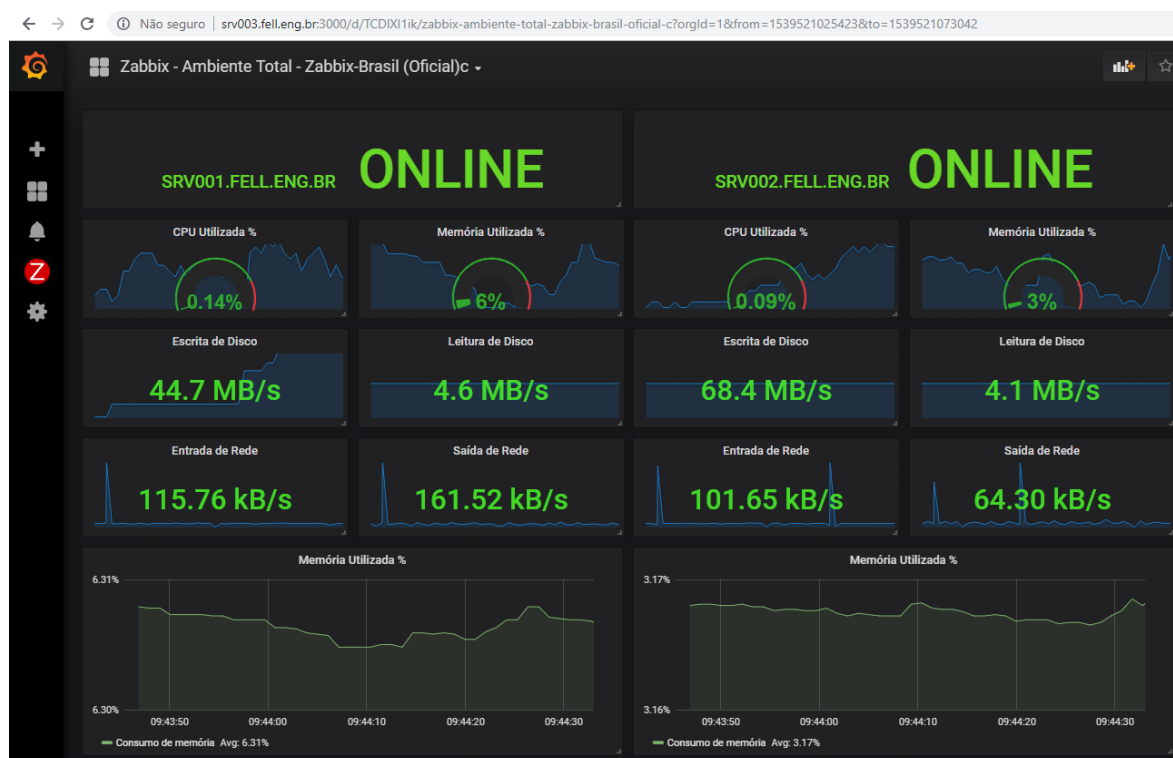 Não seguro | srv003.fell.eng.br:3000/d/TCDIXI1ik/zabbix-ambiente-total-zabbix-brasil-oficial-c?orgId=1&from=1539521025423&to=1539521073042
Zabbix - Ambiente Total - Zabbix-Brasil (Oficial)c
SRV001.FELL.ENG.BR ONLINE
SRV002.FELL.ENG.BR ONLINE
CPU Utilizada %
Memória Utilizada %
CPU Utilizada %
Memória Utilizada %
Z
0.14%
6%
0.09%
3%
Escrita de Disco
Leitura de Disco
Escrita de Disco
Leitura de Disco
44.7 MB/s
4.6 MB/s
68.4 MB/s
4.1 MB/s
Entrada de Rede
Saída de Rede
Entrada de Rede
Saída de Rede
115.76 kB/s
161.52 kB/s
101.65 kB/s
64.30 kB/s
Memória Utilizada %
6.31%
6.30%
09:43:50 09:44:00 09:44:10 09:44:20 09:44:30
Consumo de memória Avg: 6.31%
Memória Utilizada %
3.17%
3.16%
09:43:50 09:44:00 09:44:10 09:44:20 09:44:30
Consumo de memória Avg: 3.17%